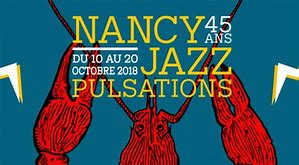 NANCY 45 ANS
DU 10 AU 20 OCTOBRE 2018 JAZZ
PULSATIONS